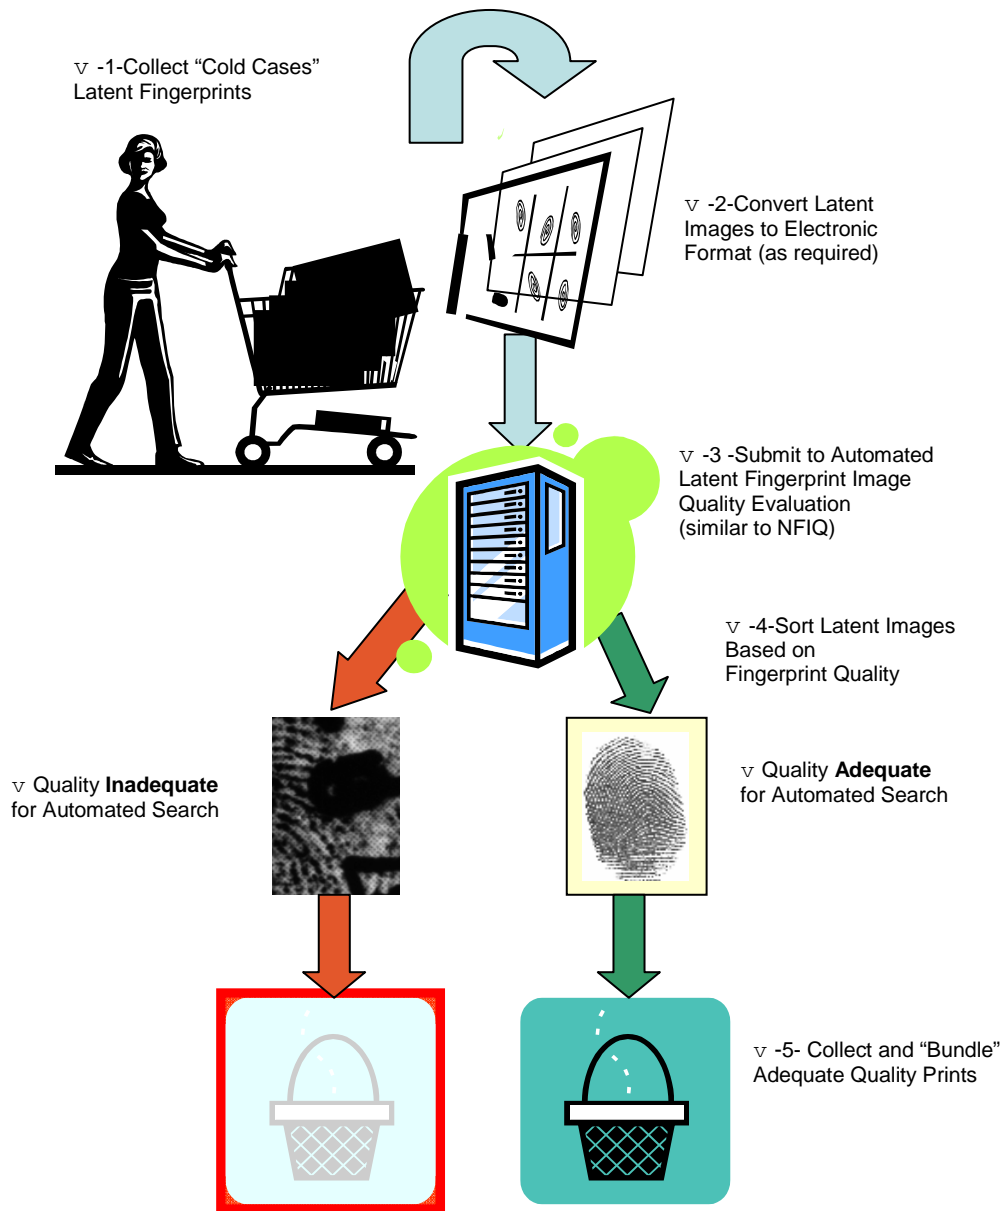 v -1-Collect “Cold Cases”
Latent Fingerprints
v -2-Convert Latent
Images to Electronic
Format (as required)
v -3 -Submit to Automated
Latent Fingerprint Image
Quality Evaluation
(similar to NFIQ)
v -4-Sort Latent Images
Based on
Fingerprint Quality
v Quality Inadequate
for Automated Search
v Quality Adequate
for Automated Search
v -5- Collect and “Bundle”
Adequate Quality Prints